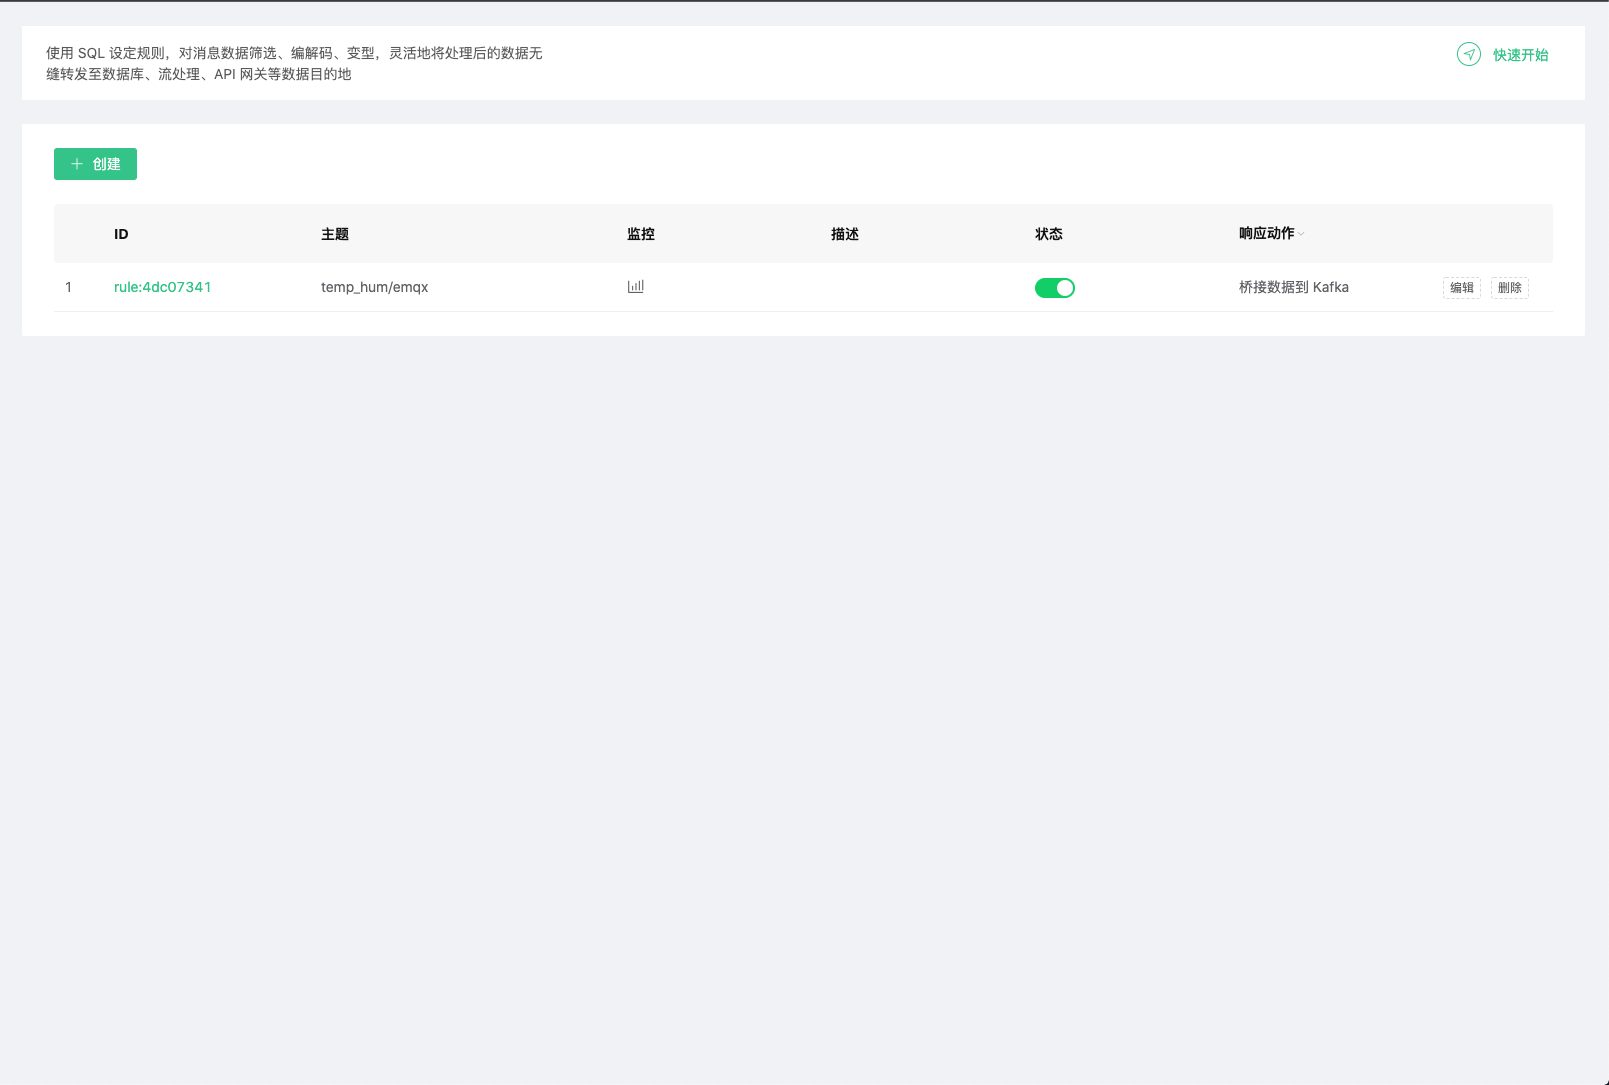 使用 SQL 设定规则，对消息数据筛选、编解码、变型，灵活地将处理后的数据无
缝转发至数据库、流处理、API 网关等数据目的地
快速开始
创建
ID 主题 监控 描述 状态 响应动作
1 rule:4dc07341 temp_hum/emqx 桥接数据到 Kafka 编辑 删除